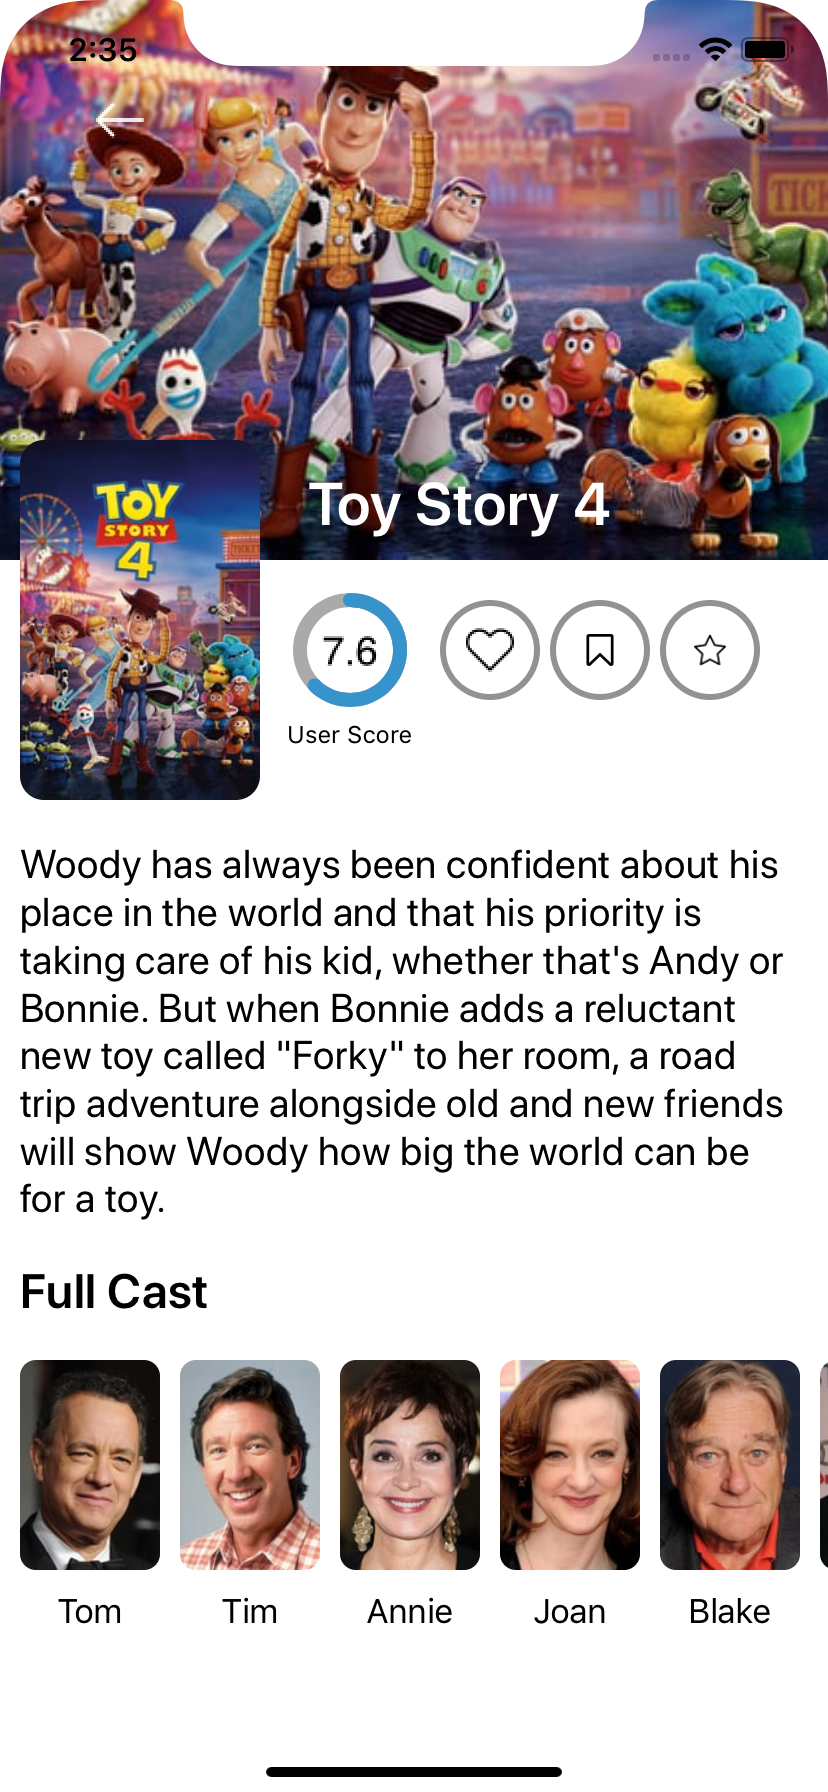 2:35
TICK
Toy Story 4
TOY
STORY
4
TICKET
7.6
User Score
Woody has always been confident about his
place in the world and that his priority is
taking care of his kid, whether that's Andy or
Bonnie. But when Bonnie adds a reluctant
new toy called "Forky" to her room, a road
trip adventure alongside old and new friends
will show Woody how big the world can be
for a toy.
Full Cast
Tom
Tim
Annie
Joan
Blake